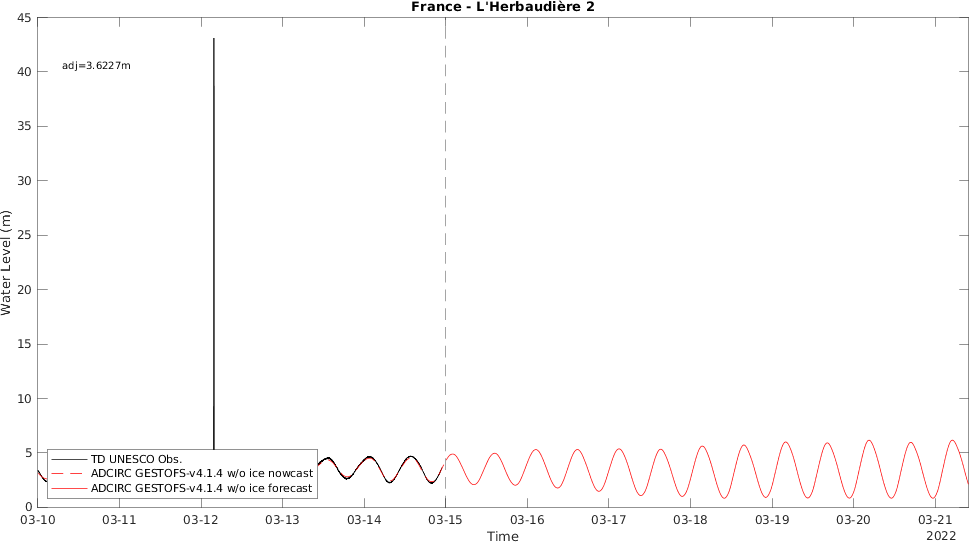 France - L'Herbaudière 2
45
adj=3.6227m
40
35
30
25
20
15
10
5
0
Water Level (m)
TD UNESCO Obs.
ADCIRC GESTOFS-v4.1.4 w/o ice nowcast
ADCIRC GESTOFS-v4.1.4 w/o ice forecast
03-10 03-11 03-12 03-13 03-14 03-15 03-16 03-17 03-18 03-19 03-20 03-21
2022
Time